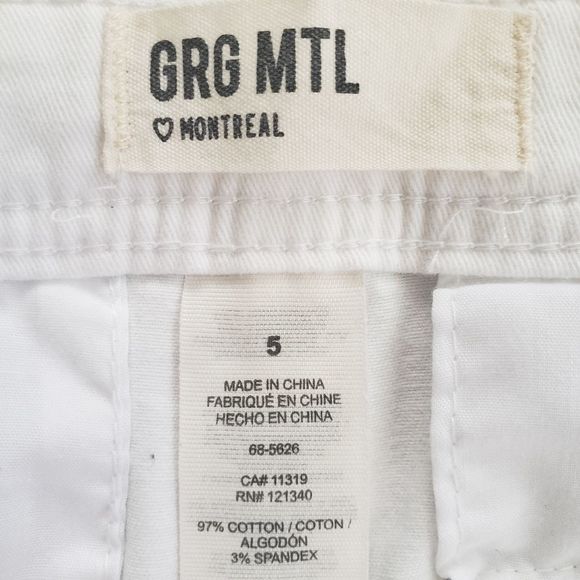 GRG MTL
♡ MONTREAL
5
MADE IN CHINA
FABRIQUÉ EN CHINE
HECHO EN CHINA
68-5626
CA# 11319
RN# 121340
97% COTTON / COTON /
ALGODÓN
3% SPANDEX